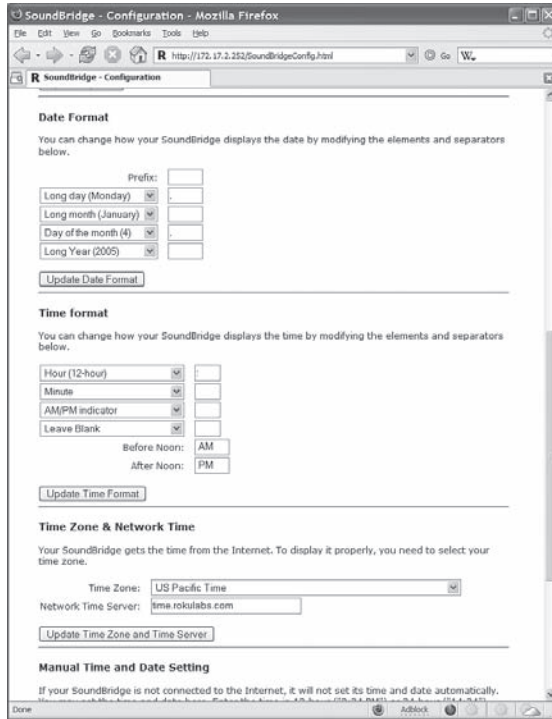 SoundBridge - Configuration - Mozilla Firefox
File Edit View Go Bookmarks Tools Help
R http://172.17.2.252/SoundBridgeConfig.html Go W.
R SoundBridge - Configuration
Date Format
You can change how your SoundBridge displays the date by modifying the elements and separators
below.
Prefix:
Long day (Monday) ,
Long month (January)
Day of the month (4) ,
Long Year (2005)
Update Date Format
Time format
You can change how your SoundBridge displays the time by modifying the elements and separators
below.
Hour (12-hour) :
Minute
AM/PM indicator
Leave Blank
Before Noon: AM
After Noon: PM
Update Time Format
Time Zone & Network Time
Your SoundBridge gets the time from the Internet. To display it properly, you need to select your
time zone.
Time Zone: US Pacific Time
Network Time Server: time.rokulabs.com
Update Time Zone and Time Server
Manual Time and Date Setting
If your SoundBridge is not connected to the Internet, it will not set its time and date automatically.
Done Adblock